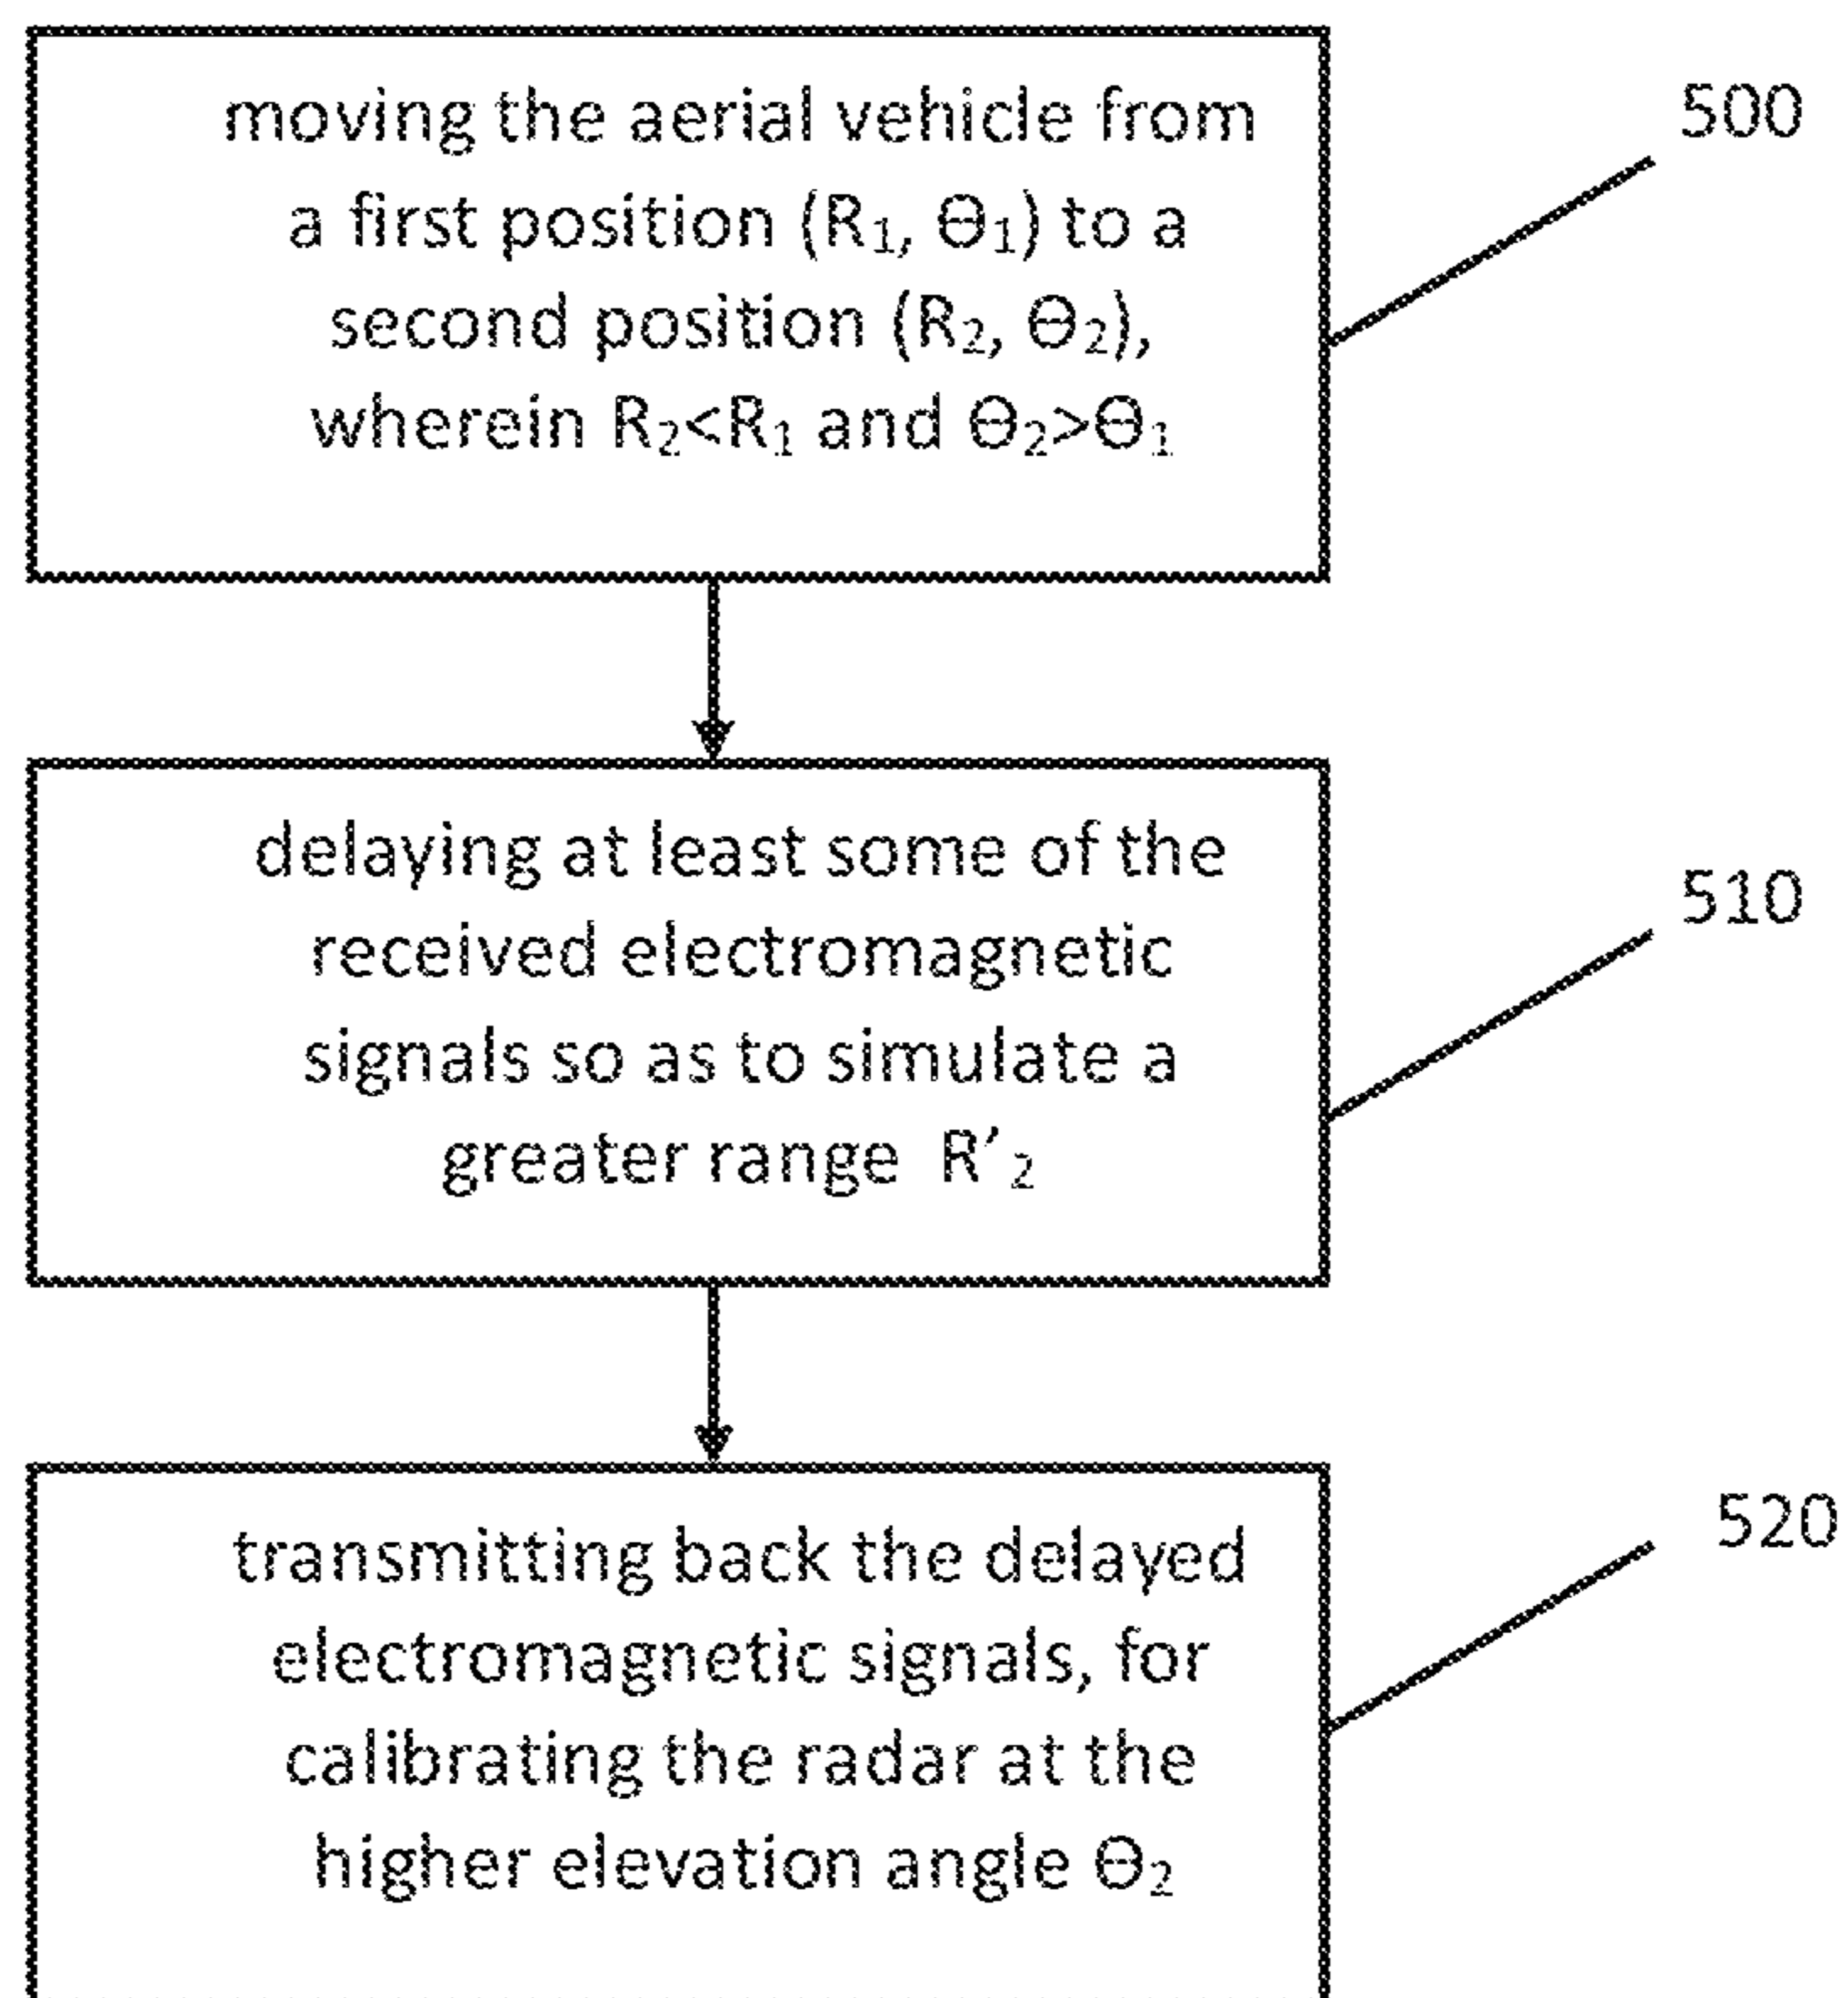 moving the aerial vehicle from
500
a first position (R₁, Θ₁) to a
second position (R₂, Θ₂),
wherein R₂<R₁ and Θ₂>Θ₁
delaying at least some of the
510
received electromagnetic
signals so as to simulate a
greater range R’₂
transmitting back the delayed
520
electromagnetic signals, for
calibrating the radar at the
higher elevation angle Θ₂